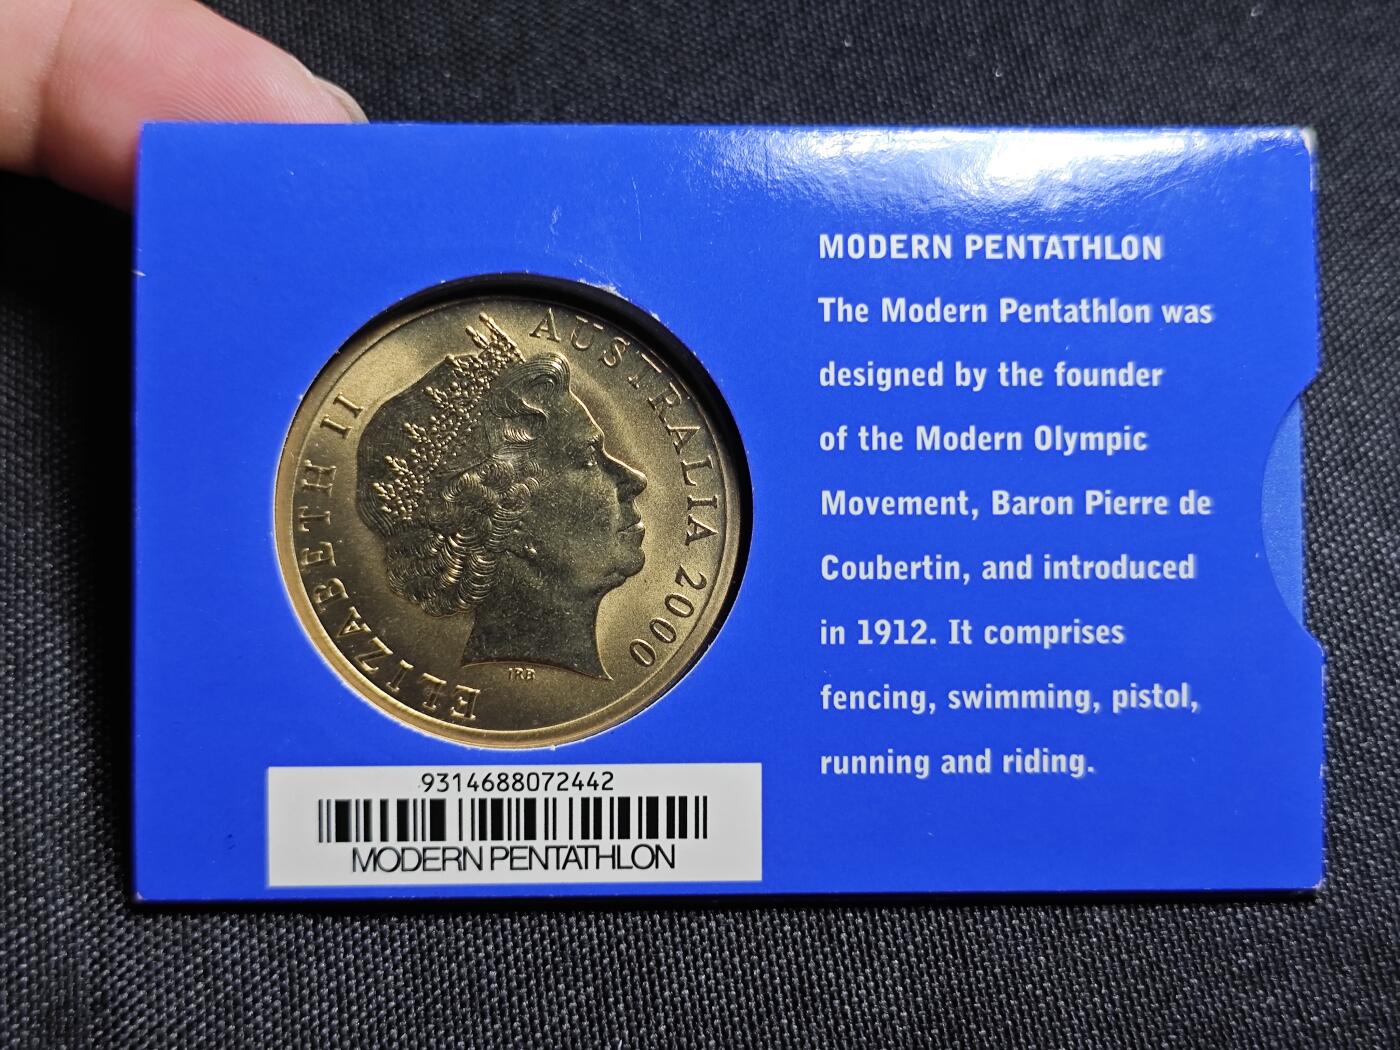 ELIZABETH II
AUSTRALIA 2000
IRB
9314688072442
MODERN PENTATHLON
MODERN PENTATHLON
The Modern Pentathlon was
designed by the founder
of the Modern Olympic
Movement, Baron Pierre de
Coubertin, and introduced
in 1912. It comprises
fencing, swimming, pistol,
running and riding.